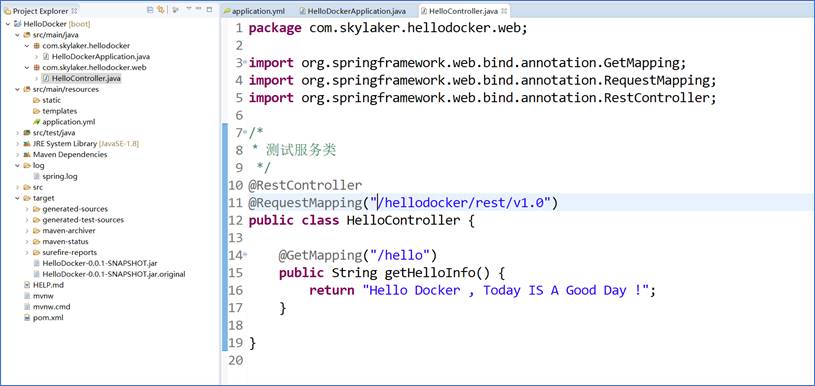 Project Explorer
HelloDocker [boot]
src/main/java
com.skylaker.hellodocker
HelloDockerApplication.java
com.skylaker.hellodocker.web
HelloController.java
src/main/resources
static
templates
application.yml
src/test/java
JRE System Library [JavaSE-1.8]
Maven Dependencies
log
spring.log
src
target
generated-sources
generated-test-sources
maven-archiver
maven-status
surefire-reports
HelloDocker-0.0.1-SNAPSHOT.jar
HelloDocker-0.0.1-SNAPSHOT.jar.original
HELP.md
mvnw
mvnw.cmd
pom.xml
application.yml HelloDockerApplication.java HelloController.java
1 package com.skylaker.hellodocker.web;
2
3 import org.springframework.web.bind.annotation.GetMapping;
4 import org.springframework.web.bind.annotation.RequestMapping;
5 import org.springframework.web.bind.annotation.RestController;
6
7 /*
8 * 测试服务类
9 */
10 @RestController
11 @RequestMapping("/hellodocker/rest/v1.0")
12 public class HelloController {
13
14 @GetMapping("/hello")
15 public String getHelloInfo() {
16 return "Hello Docker , Today IS A Good Day !";
17 }
18
19 }
20